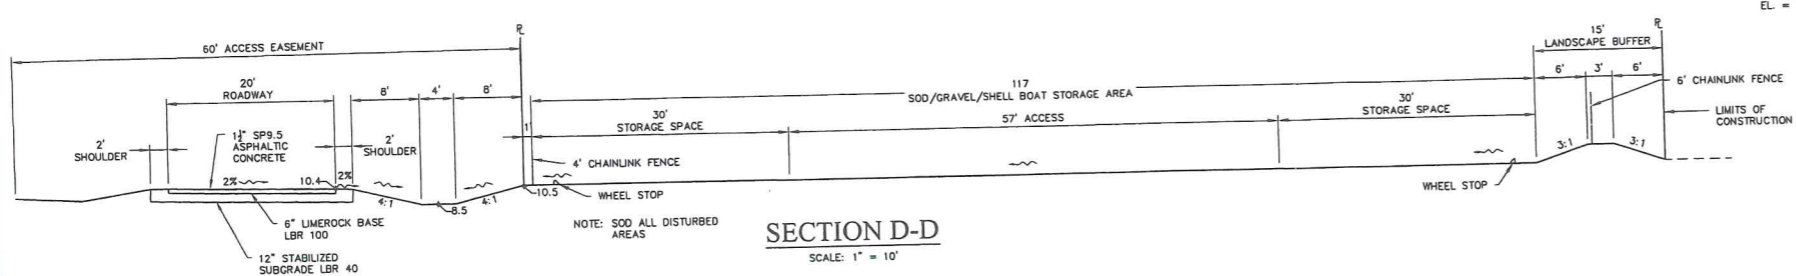 EL. =
℄
15'
LANDSCAPE BUFFER
60' ACCESS EASEMENT
20'
ROADWAY
8'
4'
8'
117
SOD/GRAVEL/SHELL BOAT STORAGE AREA
6'
3'
6'
6' CHAINLINK FENCE
LIMITS OF
CONSTRUCTION
2'
SHOULDER
1½" SP9.5
ASPHALTIC
CONCRETE
2'
SHOULDER
1'
30'
STORAGE SPACE
57' ACCESS
30'
STORAGE SPACE
4' CHAINLINK FENCE
3:1
3:1
2%
10.4
2%
4:1
8.5
4:1
10.5
WHEEL STOP
WHEEL STOP
6" LIMEROCK BASE
LBR 100
12" STABILIZED
SUBGRADE LBR 40
NOTE: SOD ALL DISTURBED
AREAS
SECTION D-D
SCALE: 1" = 10'